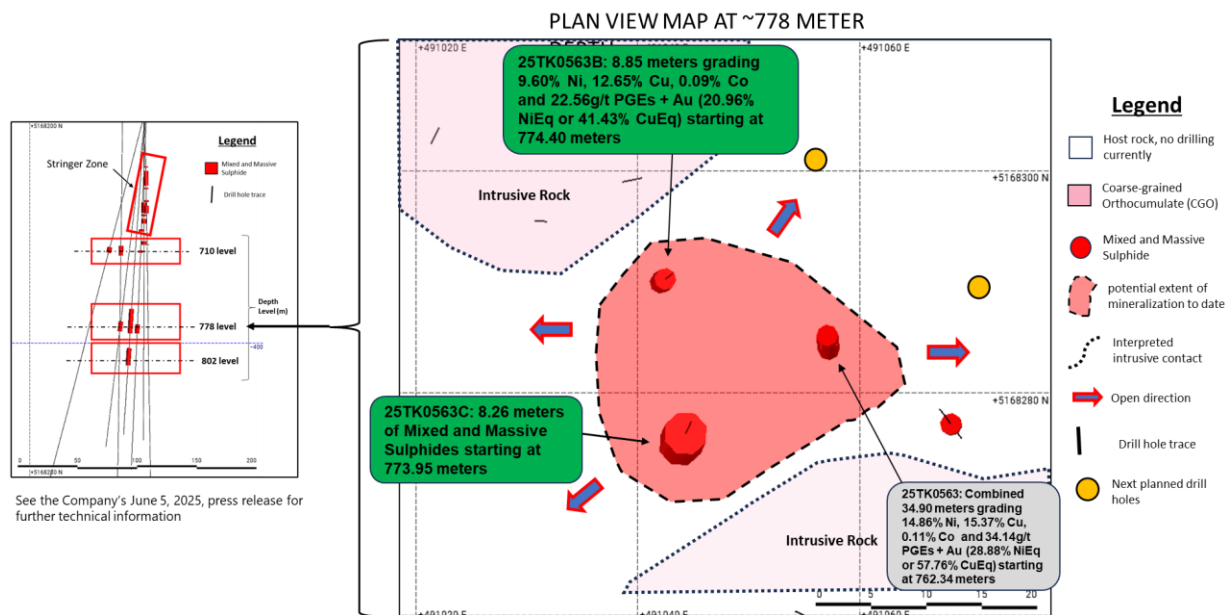 PLAN VIEW MAP AT ~778 METER
+5168200 N
Legend
Stringer Zone
Mixed and Massive
Sulphide
Drill hole trace
710 level
Depth
Level (m)
778 level
-400
802 level
+5168200 N
0 50 100 150 200
See the Company's June 5, 2025, press release for
further technical information
+491020 E
+491060 E
25TK0563B: 8.85 meters grading
9.60% Ni, 12.65% Cu, 0.09% Co
and 22.56g/t PGEs + Au (20.96%
NiEq or 41.43% CuEq) starting at
774.40 meters
+5168300 N
Intrusive Rock
+5168280 N
25TK0563C: 8.26 meters
of Mixed and Massive
Sulphides starting at
773.95 meters
25TK0563: Combined
34.90 meters grading
14.86% Ni, 15.37% Cu,
0.11% Co and 34.14g/t
PGEs + Au (28.88% NiEq
or 57.76% CuEq) starting
at 762.34 meters
Intrusive Rock
0 5 10 15 20
+491020 E
+491040 E
+491060 E
Legend
Host rock, no drilling
currently
Coarse-grained
Orthocumulate (CGO)
Mixed and Massive
Sulphide
potential extent of
mineralization to date
Interpreted
intrusive contact
Open direction
Drill hole trace
Next planned drill
holes